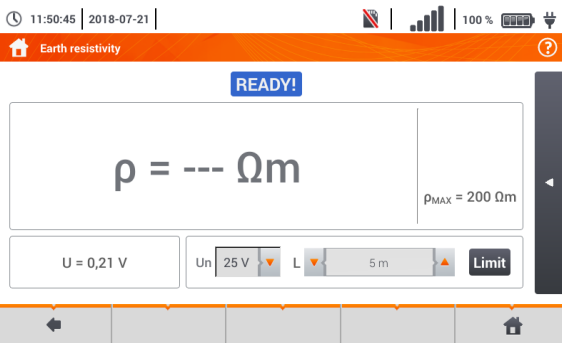 11:50:45 2018-07-21 100 %
Earth resistivity ?
READY!
ρ = --- Ωm
ρMAX = 200 Ωm
U = 0,21 V
Un 25 V L 5 m Limit